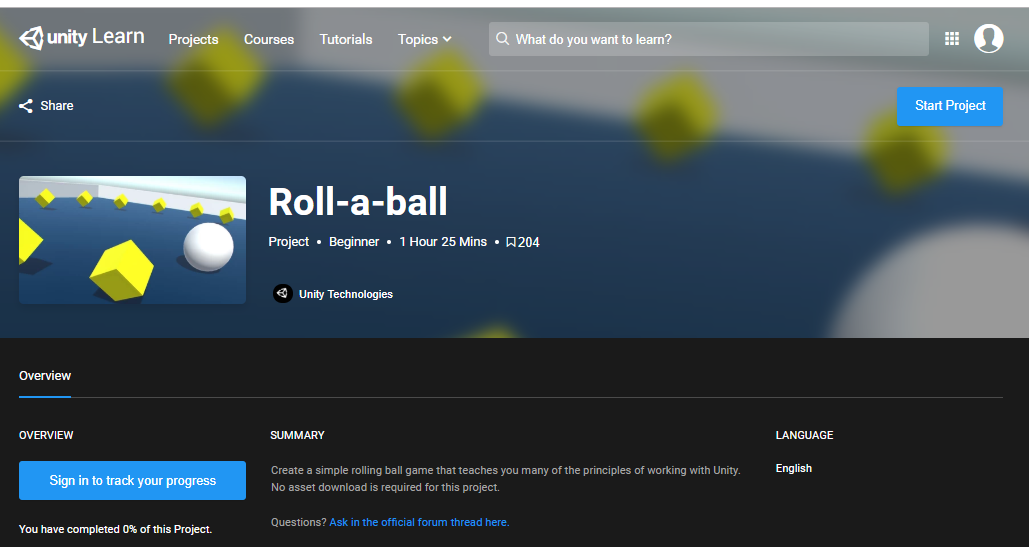 unity Learn
Projects
Courses
Tutorials
Topics
What do you want to learn?
Share
Start Project
Roll-a-ball
Project • Beginner • 1 Hour 25 Mins • 204
Unity Technologies
Overview
OVERVIEW
Sign in to track your progress
You have completed 0% of this Project.
SUMMARY
Create a simple rolling ball game that teaches you many of the principles of working with Unity.
No asset download is required for this project.
Questions? Ask in the official forum thread here.
LANGUAGE
English